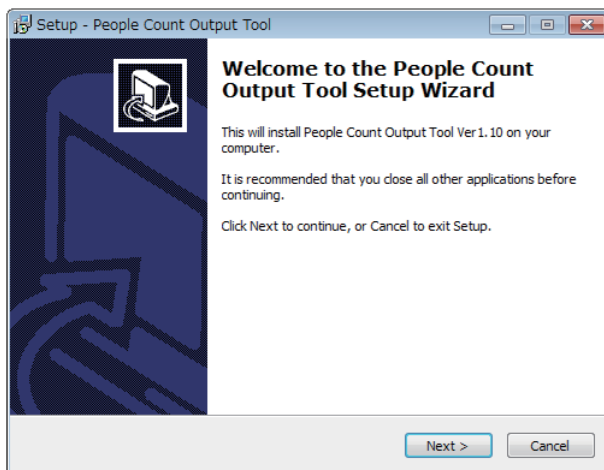 Setup - People Count Output Tool
Welcome to the People Count
Output Tool Setup Wizard
This will install People Count Output Tool Ver1.10 on your
computer.
It is recommended that you close all other applications before
continuing.
Click Next to continue, or Cancel to exit Setup.
Next >
Cancel